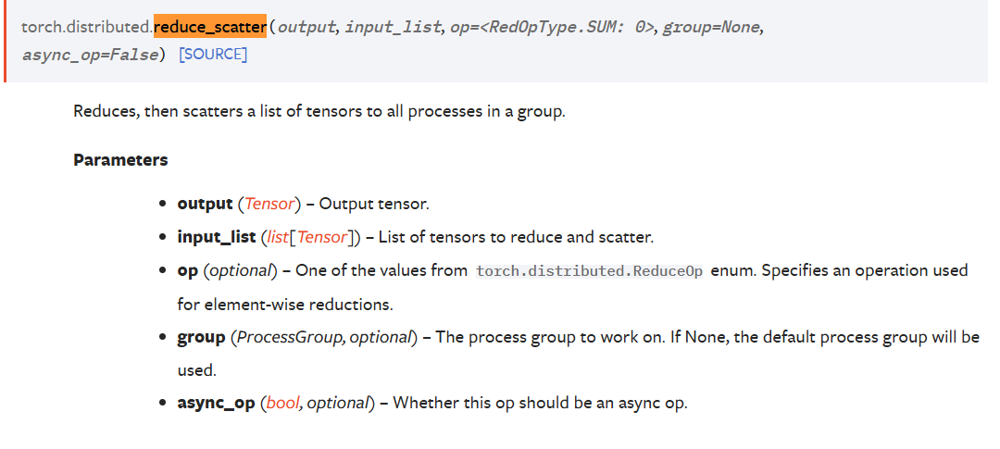 torch.distributed.reduce_scatter(output, input_list, op=<RedOpType.SUM: 0>, group=None,
async_op=False) [SOURCE]
Reduces, then scatters a list of tensors to all processes in a group.
Parameters
• output (Tensor) – Output tensor.
• input_list (list[Tensor]) – List of tensors to reduce and scatter.
• op (optional) – One of the values from torch.distributed.ReduceOp enum. Specifies an operation used
for element-wise reductions.
• group (ProcessGroup, optional) – The process group to work on. If None, the default process group will be
used.
• async_op (bool, optional) – Whether this op should be an async op.